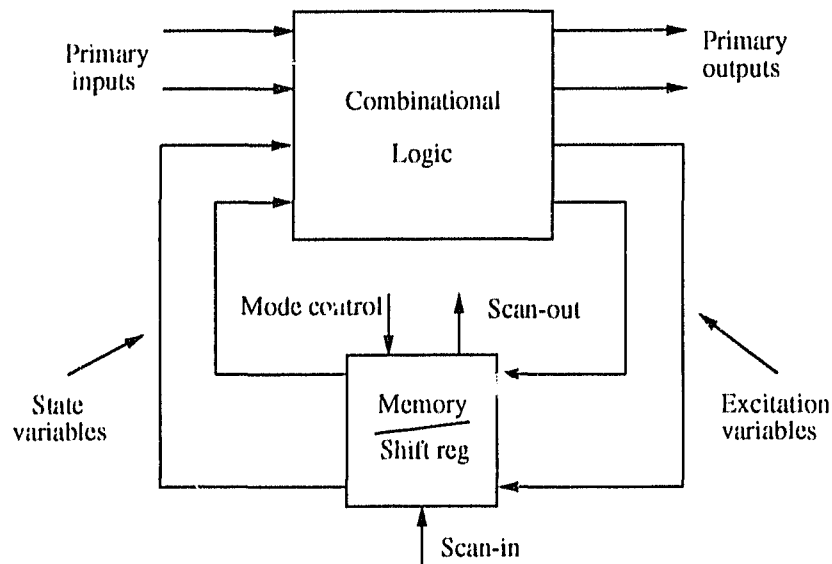 Primary
inputs
Primary
outputs
Combinational
Logic
Mode control
Scan-out
State
variables
Memory
Shift reg
Excitation
variables
Scan-in